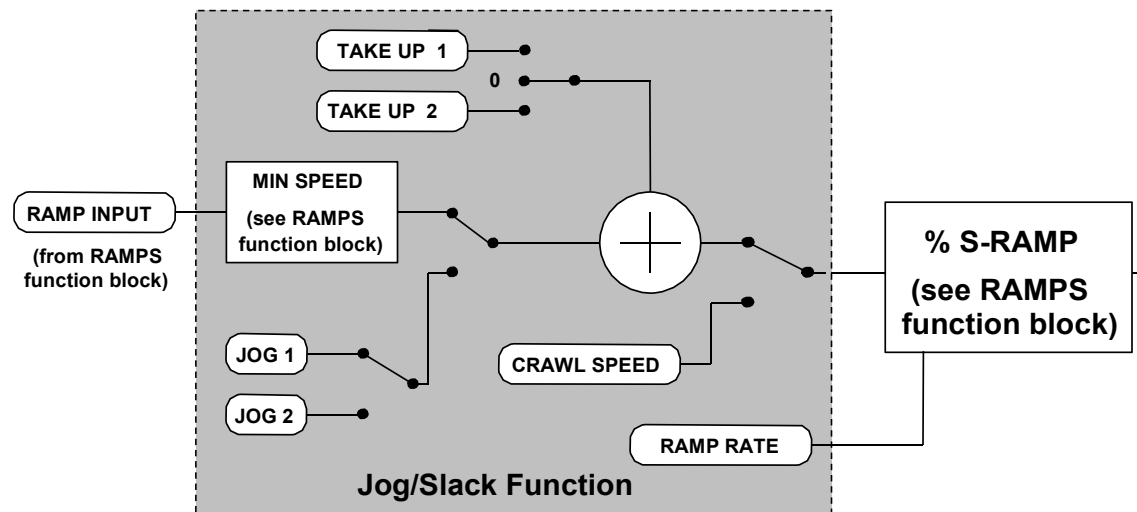 TAKE UP 1
0
TAKE UP 2
MIN SPEED
(see RAMPS
function block)
RAMP INPUT
(from RAMPS
function block)
% S-RAMP
(see RAMPS
function block)
JOG 1
CRAWL SPEED
JOG 2
RAMP RATE
Jog/Slack Function